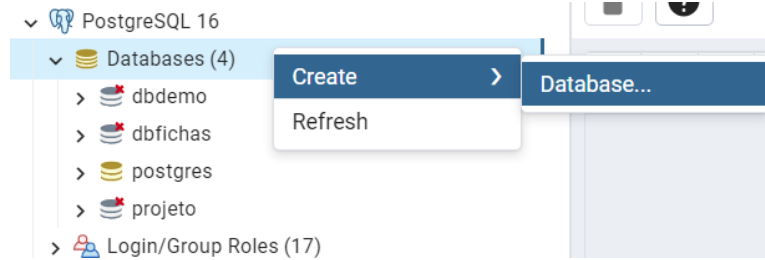 PostgreSQL 16
Databases (4)
Create
Database...
dbdemo
Refresh
dbfichas
postgres
projeto
Login/Group Roles (17)